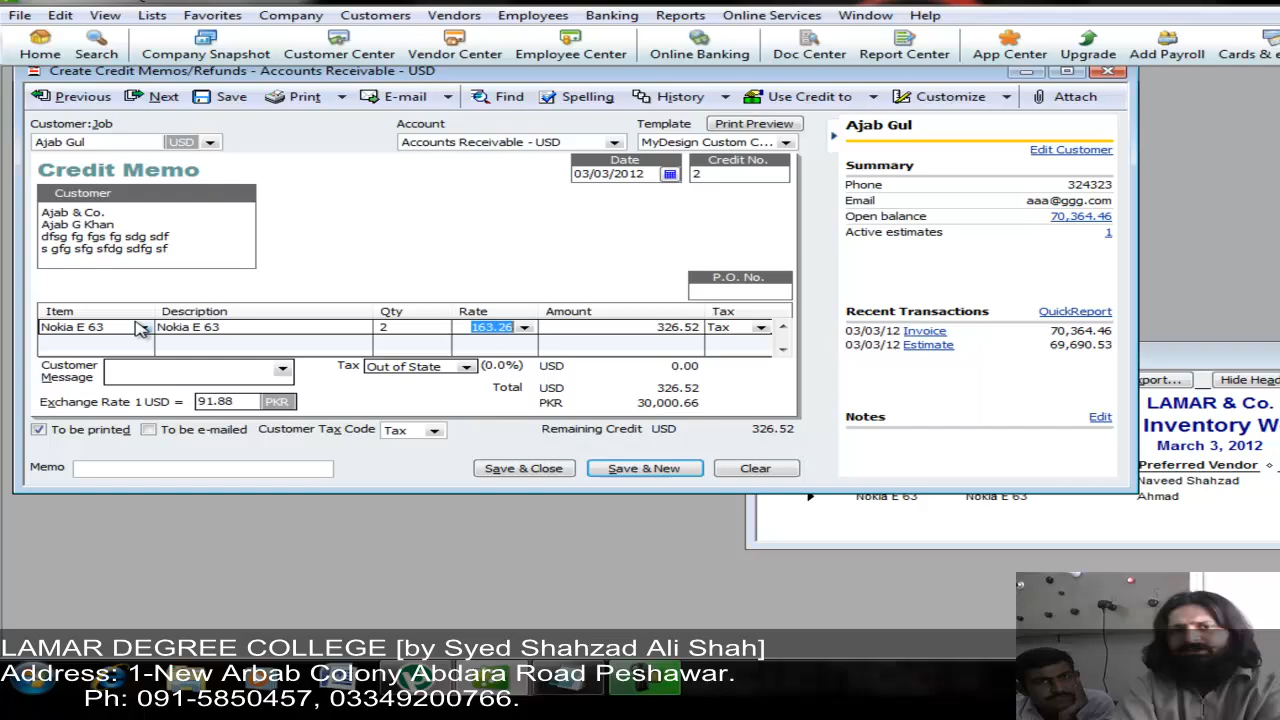 File Edit View Lists Favorites Company Customers Vendors Employees Banking Reports Online Services Window Help
Home Search Company Snapshot Customer Center Vendor Center Employee Center Online Banking Doc Center Report Center App Center Upgrade Add Payroll Cards &
Create Credit Memos/Refunds - Accounts Receivable - USD
Previous Next Save Print E-mail Find Spelling History Use Credit to Customize Attach
Customer:Job Account Template Print Preview
Ajab Gul USD Accounts Receivable - USD MyDesign Custom C...
Credit Memo Date Credit No.
03/03/2012 2
Customer
Ajab & Co.
Ajab G Khan
dfsg fg fgs fg sdg sdf
s gfg sfg sfdg sdfg sf
P.O. No.
Item Description Qty Rate Amount Tax
Nokia E 63 Nokia E 63 2 163.26 326.52 Tax
Customer Message Tax Out of State (0.0%) USD 0.00
Total USD 326.52
Exchange Rate 1 USD = 91.88 PKR PKR 30,000.66
To be printed To be e-mailed Customer Tax Code Tax Remaining Credit USD 326.52
Memo Save & Close Save & New Clear
Ajab Gul
Edit Customer
Summary
Phone 324323
Email aaa@ggg.com
Open balance 70,364.46
Active estimates 1
Recent Transactions QuickReport
03/03/12 Invoice 70,364.46
03/03/12 Estimate 69,690.53
Notes Edit
port... Hide Head
LAMAR & Co.
Inventory W
March 3, 2012
Preferred Vendor
Naveed Shahzad
Nokia E 63 Nokia E 63 Ahmad
LAMAR DEGREE COLLEGE [by Syed Shahzad Ali Shah]
Address: 1-New Arbab Colony Abdara Road Peshawar.
Ph: 091-5850457, 03349200766.